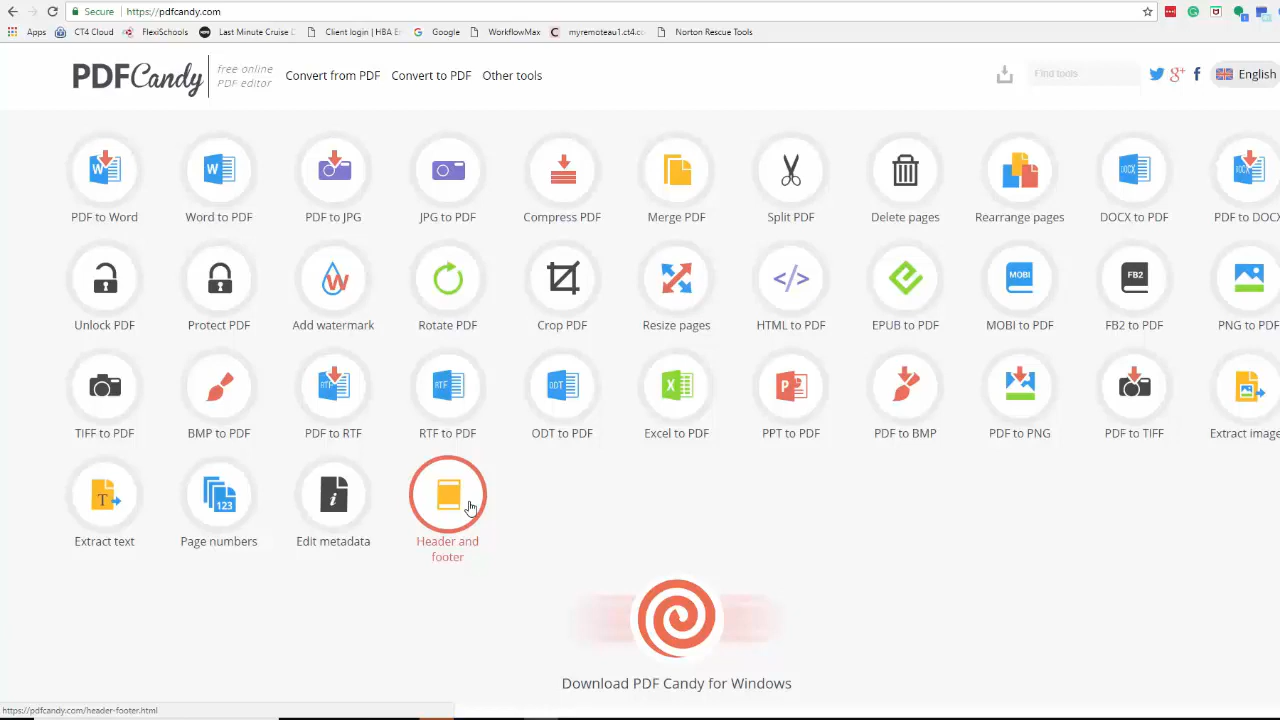 Secure https://pdfcandy.com
Apps CT4 Cloud FlexiSchools Last Minute Cruise D Client login | HBA E Google WorkflowMax myremoteau1.ct4.co Norton Rescue Tools
PDFCandy free online PDF editor Convert from PDF Convert to PDF Other tools Find tools English
PDF to Word Word to PDF PDF to JPG JPG to PDF Compress PDF Merge PDF Split PDF Delete pages Rearrange pages DOCX to PDF PDF to DOCX
Unlock PDF Protect PDF Add watermark Rotate PDF Crop PDF Resize pages HTML to PDF EPUB to PDF MOBI to PDF FB2 to PDF PNG to PDF
TIFF to PDF BMP to PDF PDF to RTF RTF to PDF ODT to PDF Excel to PDF PPT to PDF PDF to BMP PDF to PNG PDF to TIFF Extract image
Extract text Page numbers Edit metadata Header and footer
Download PDF Candy for Windows
https://pdfcandy.com/header-footer.html